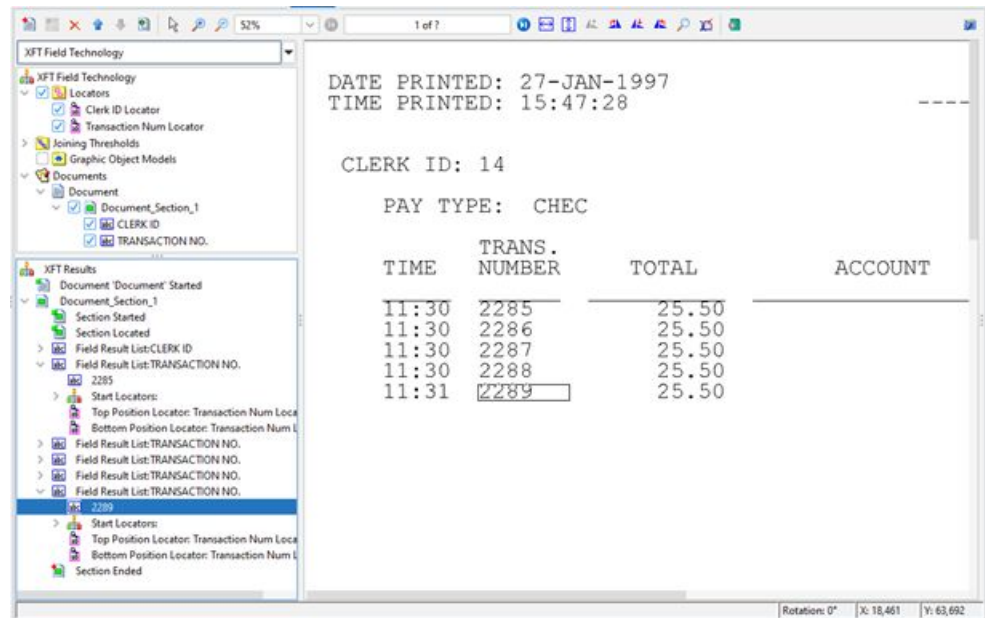 52%
1 of ?
XFT Field Technology
XFT Field Technology
Locators
Clerk ID Locator
Transaction Num Locator
Joining Thresholds
Graphic Object Models
Documents
Document
Document_Section_1
CLERK ID
TRANSACTION NO.
XFT Results
Document 'Document' Started
Document_Section_1
Section Started
Section Located
Field Result List:CLERK ID
Field Result List:TRANSACTION NO.
2285
Start Locators:
Top Position Locator: Transaction Num Loca
Bottom Position Locator: Transaction Num L
Field Result List:TRANSACTION NO.
Field Result List:TRANSACTION NO.
Field Result List:TRANSACTION NO.
Field Result List:TRANSACTION NO.
2289
Start Locators:
Top Position Locator: Transaction Num Loca
Bottom Position Locator: Transaction Num L
Section Ended
DATE PRINTED: 27-JAN-1997
TIME PRINTED: 15:47:28 ----
CLERK ID: 14
PAY TYPE: CHEC
TRANS.
TIME NUMBER TOTAL ACCOUNT
11:30 2285 25.50
11:30 2286 25.50
11:30 2287 25.50
11:30 2288 25.50
11:31 2289 25.50
Rotation: 0° X: 18,461 Y: 63,692